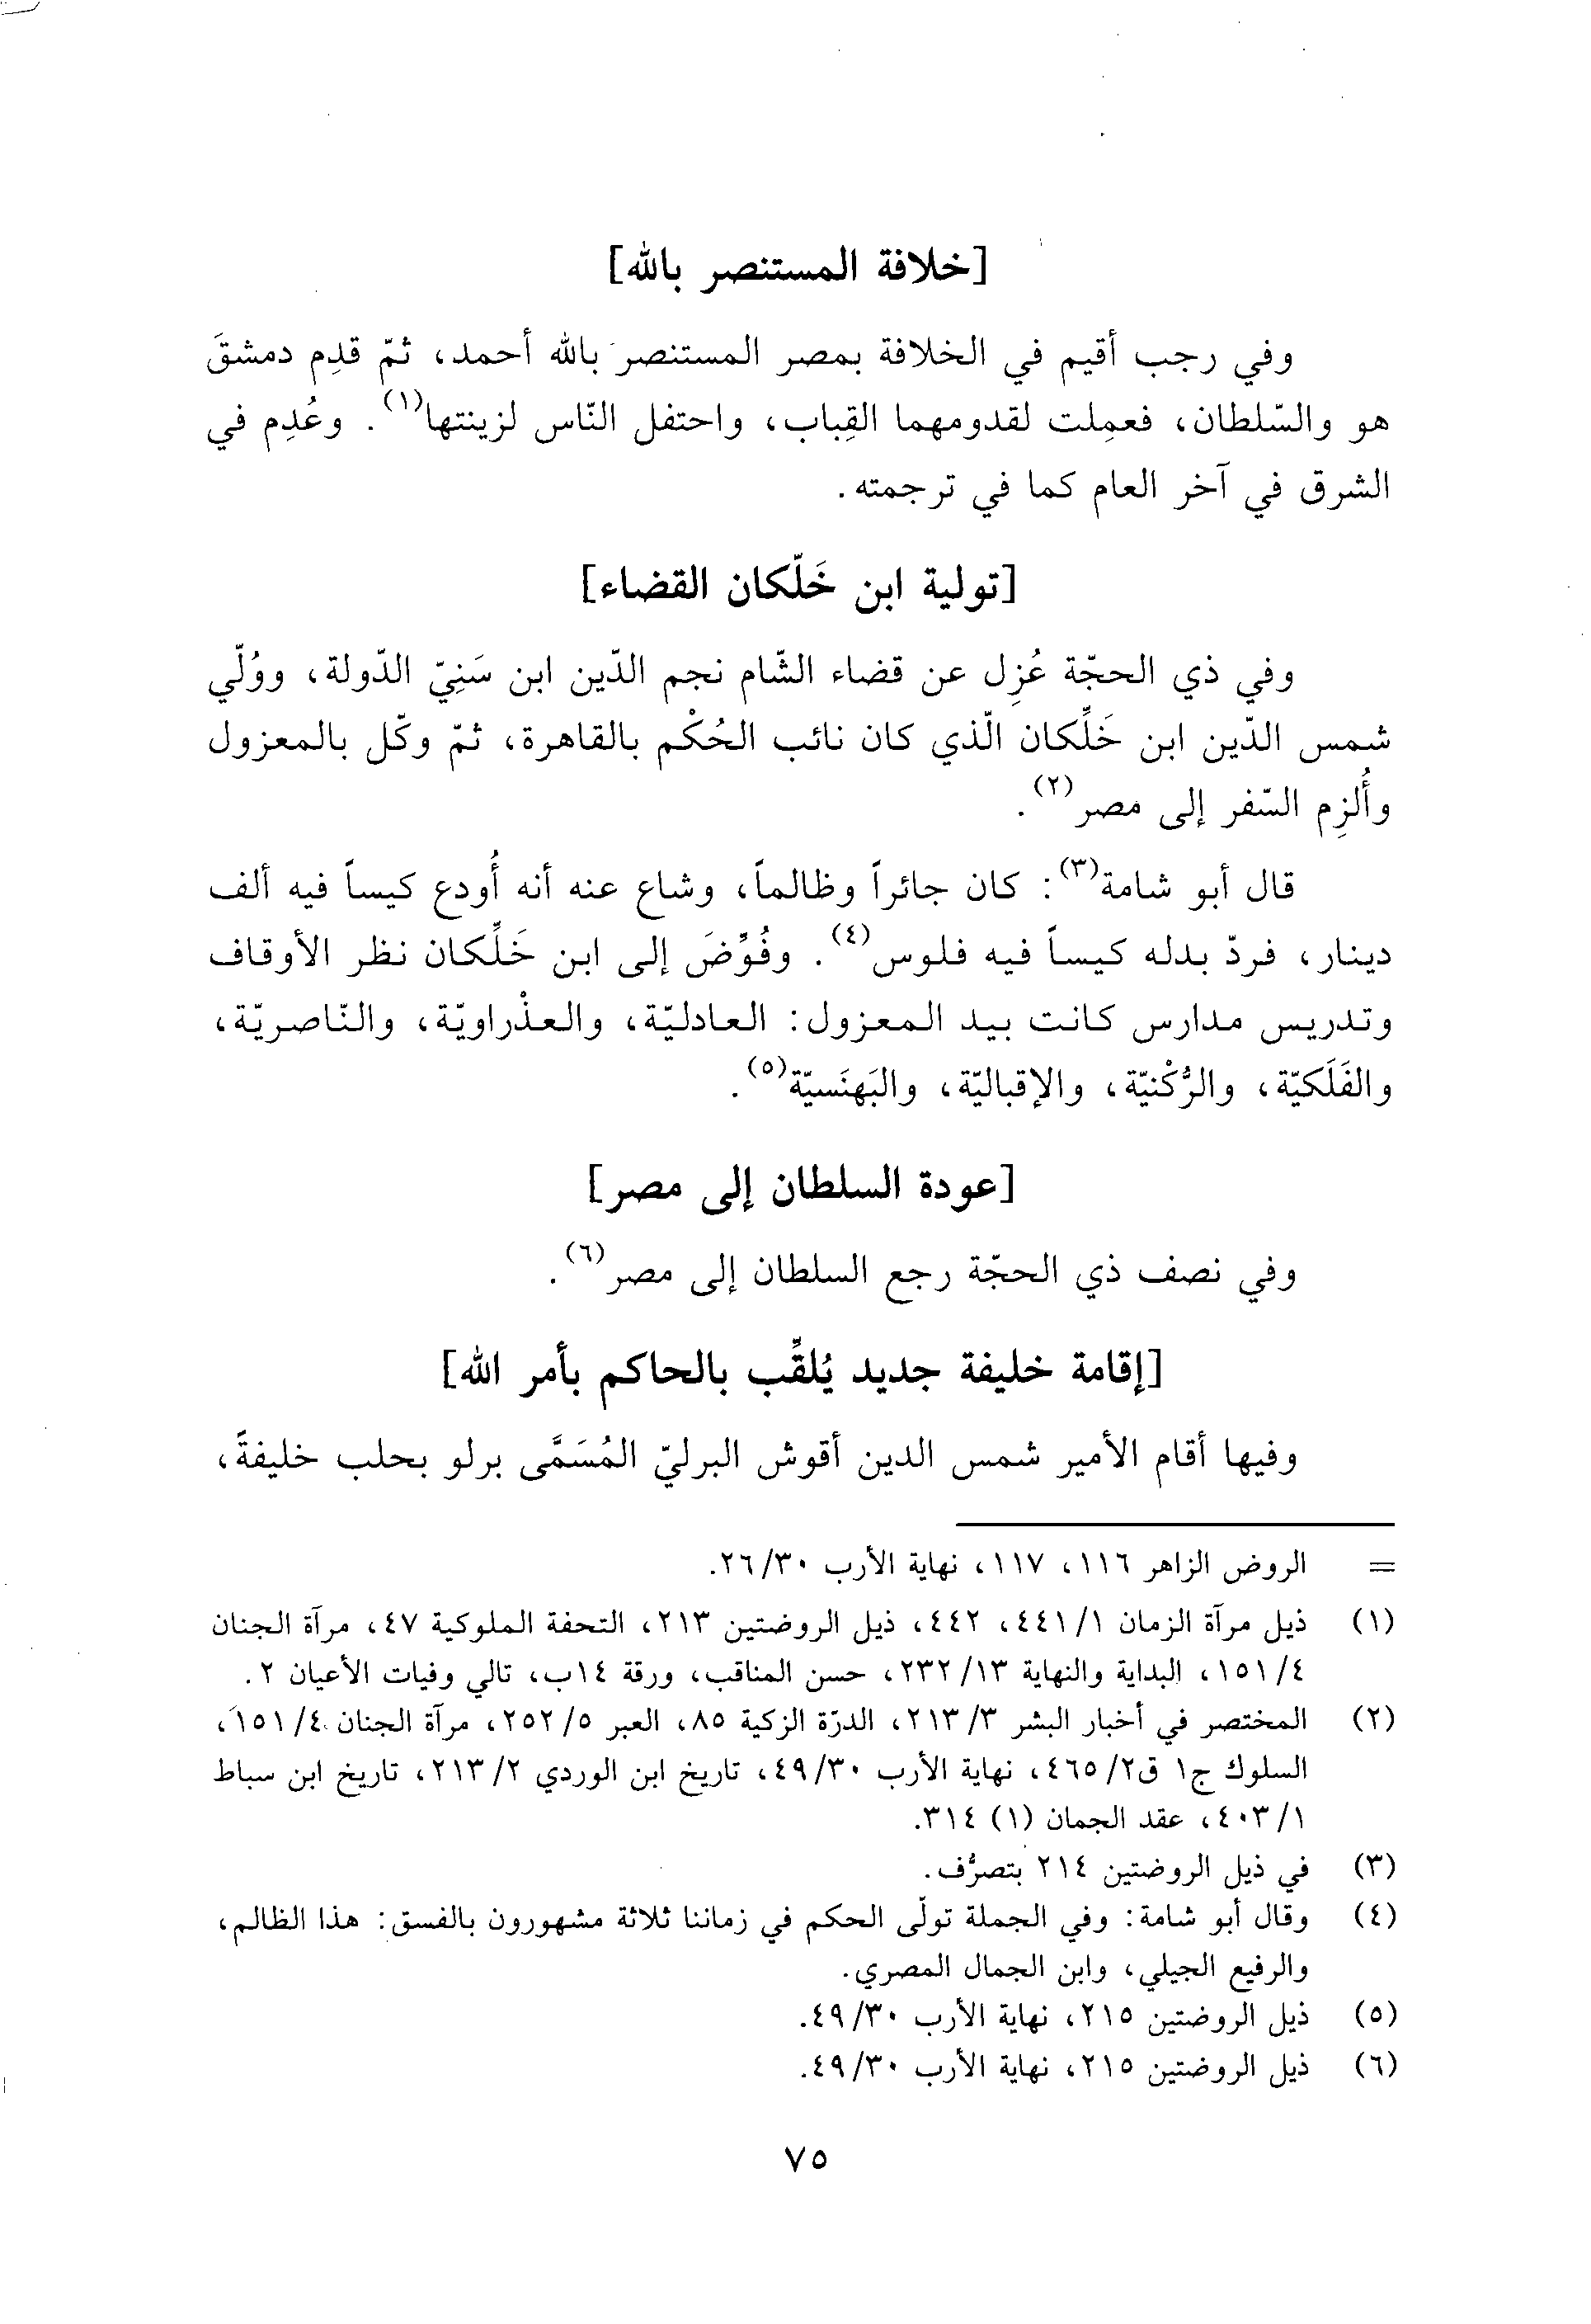 [خلافة المستنصر بالله]
وفي رجب أقيم في الخلافة بمصر المستنصر بالله أحمد، ثمّ قدِم دمشقَ
هو والسّلطان، فعمِلت لقدومهما القِباب، واحتفل النّاس لزينتها(١). وعُدِم في
الشرق في آخر العام كما في ترجمته.
[تولية ابن خَلّكان القضاء]
وفي ذي الحجّة عُزِل عن قضاء الشّام نجم الدّين ابن سَنِيّ الدّولة، ووُلّي
شمس الدّين ابن خَلِّكان الّذي كان نائب الحُكْم بالقاهرة، ثمّ وكّل بالمعزول
وأُلزِم السّفر إلى مصر(٢).
قال أبو شامة(٣): كان جائراً وظالماً، وشاع عنه أنه أُودع كيساً فيه ألف
دينار، فردّ بدله كيساً فيه فلوس(٤). وفُوِّضَ إلى ابن خَلِّكان نظر الأوقاف
وتدريس مدارس كانت بيد المعزول: العادليّة، والعذْراويّة، والنّاصريّة،
والفَلَكيّة، والرُّكْنيّة، والإقباليّة، والبَهنَسيّة(٥).
[عودة السلطان إلى مصر]
وفي نصف ذي الحجّة رجع السلطان إلى مصر(٦).
[إقامة خليفة جديد يُلقِّب بالحاكم بأمر الله]
وفيها أقام الأمير شمس الدين أقوش البرليّ المُسَمَّى برلو بحلب خليفةً،
= الروض الزاهر ١١٦، ١١٧، نهاية الأرب ٢٦/٣٠.
(١) ذيل مرآة الزمان ١/ ٤٤١، ٤٤٢، ذيل الروضتين ٢١٣، التحفة الملوكية ٤٧، مرآة الجنان
٤/ ١٥١، البداية والنهاية ١٣/ ٢٣٢، حسن المناقب، ورقة ١٤ب، تالي وفيات الأعيان ٢.
(٢) المختصر في أخبار البشر ٣/ ٢١٣، الدرّة الزكية ٨٥، العبر ٥/ ٢٥٢، مرآة الجنان ٤/ ١٥١،
السلوك ج١ ق٢/ ٤٦٥، نهاية الأرب ٤٩/٣٠، تاريخ ابن الوردي ٢/ ٢١٣، تاريخ ابن سباط
١/ ٤٠٣، عقد الجمان (١) ٣١٤.
(٣) في ذيل الروضتين ٢١٤ بتصرُّف.
(٤) وقال أبو شامة: وفي الجملة تولّى الحكم في زماننا ثلاثة مشهورون بالفسق: هذا الظالم،
والرفيع الجيلي، وابن الجمال المصري.
(٥) ذيل الروضتين ٢١٥، نهاية الأرب ٤٩/٣٠.
(٦) ذيل الروضتين ٢١٥، نهاية الأرب ٤٩/٣٠.
٧٥